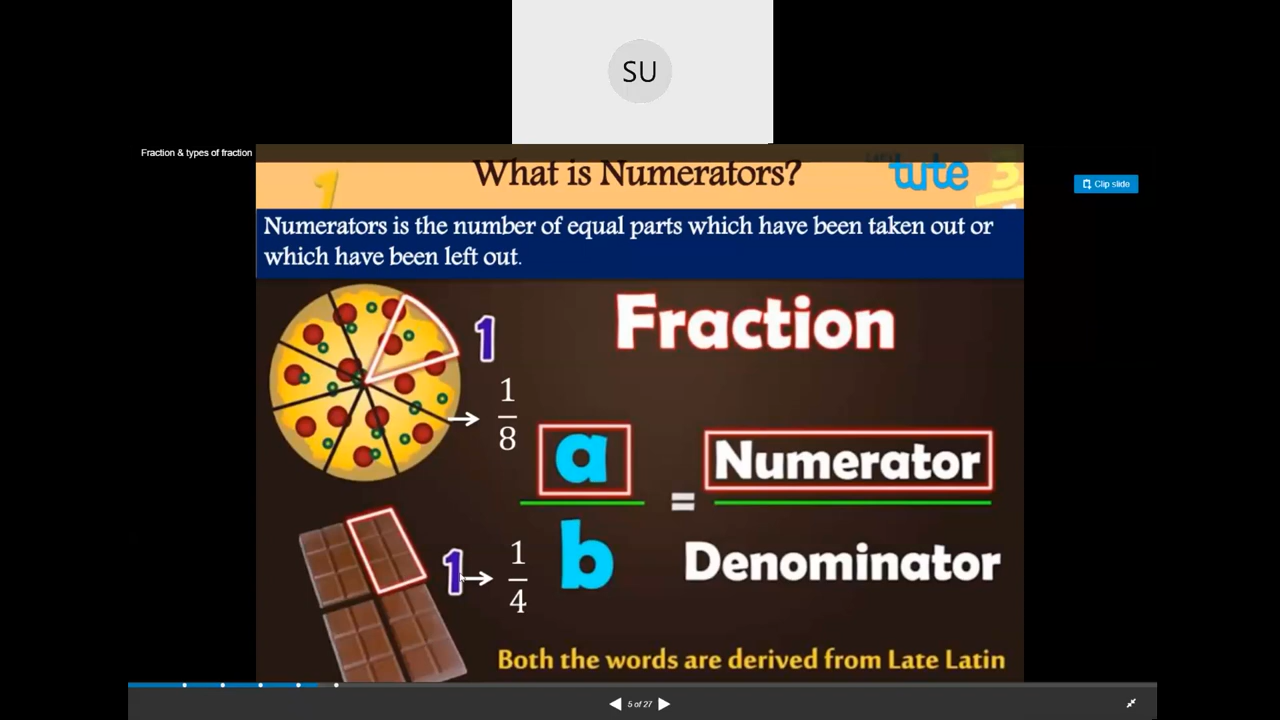 SU
Fraction & types of fraction
What is Numerators?
tute
Clip slide
Numerators is the number of equal parts which have been taken out or
which have been left out.
1
Fraction
1
8
a
b
=
Numerator
Denominator
1
1
4
Both the words are derived from Late Latin
5 of 27